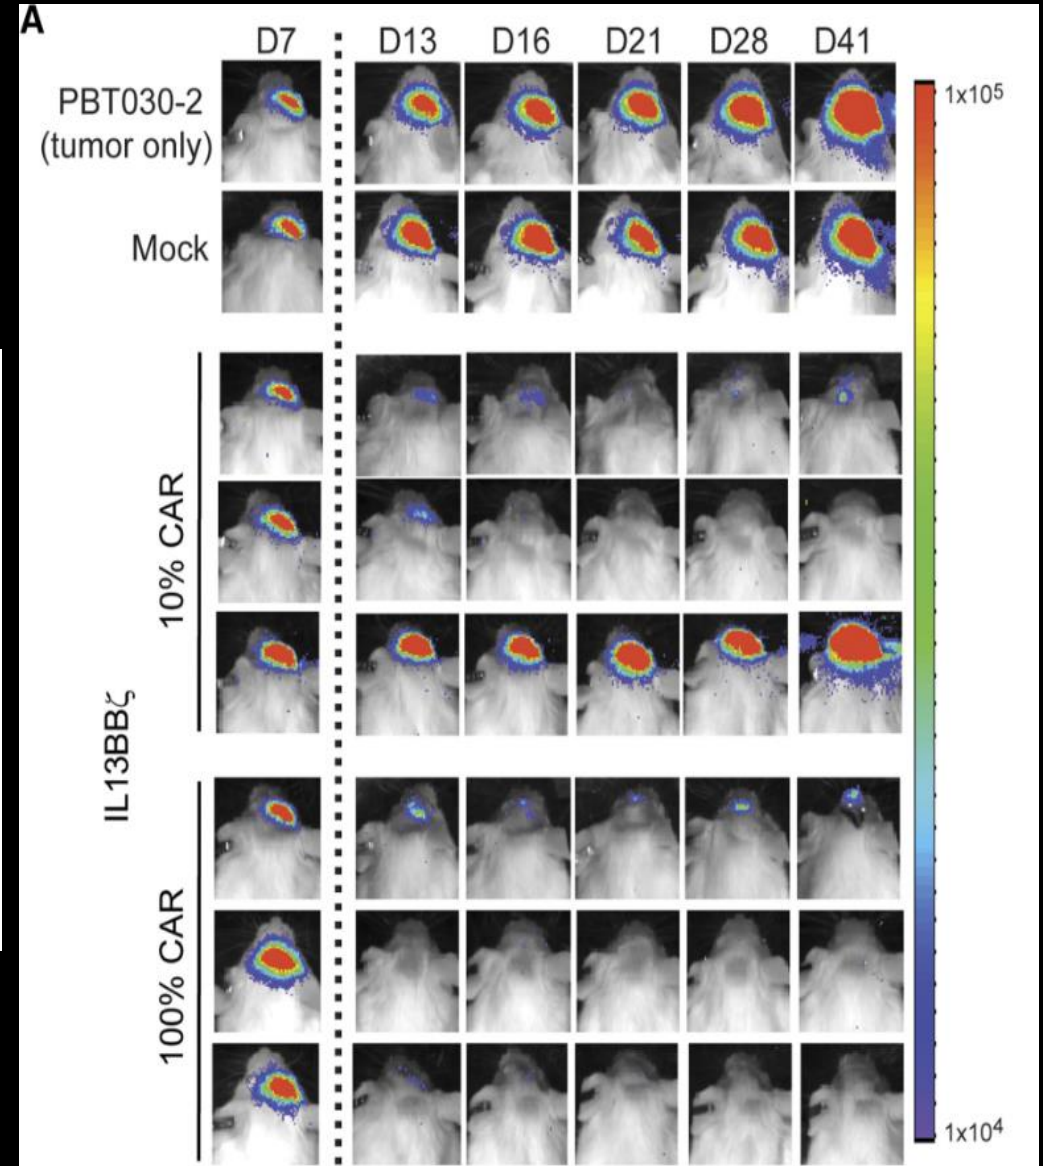 A
D7 D13 D16 D21 D28 D41
PBT030-2
(tumor only)
Mock
IL13BBζ
10% CAR
100% CAR
1x10⁵
1x10⁴